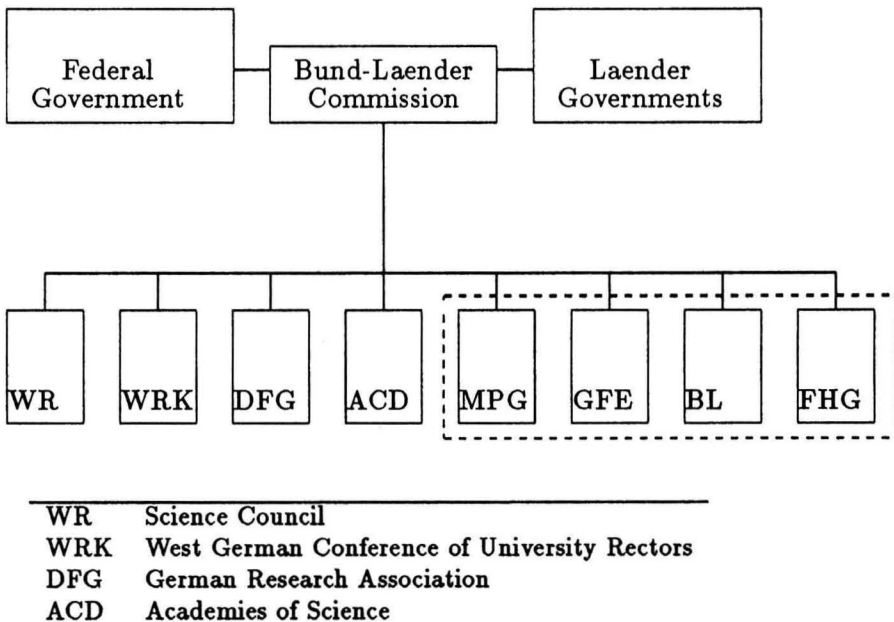 Federal
Government
Bund-Laender
Commission
Laender
Governments
WR
WRK
DFG
ACD
MPG
GFE
BL
FHG
WR Science Council
WRK West German Conference of University Rectors
DFG German Research Association
ACD Academies of Science